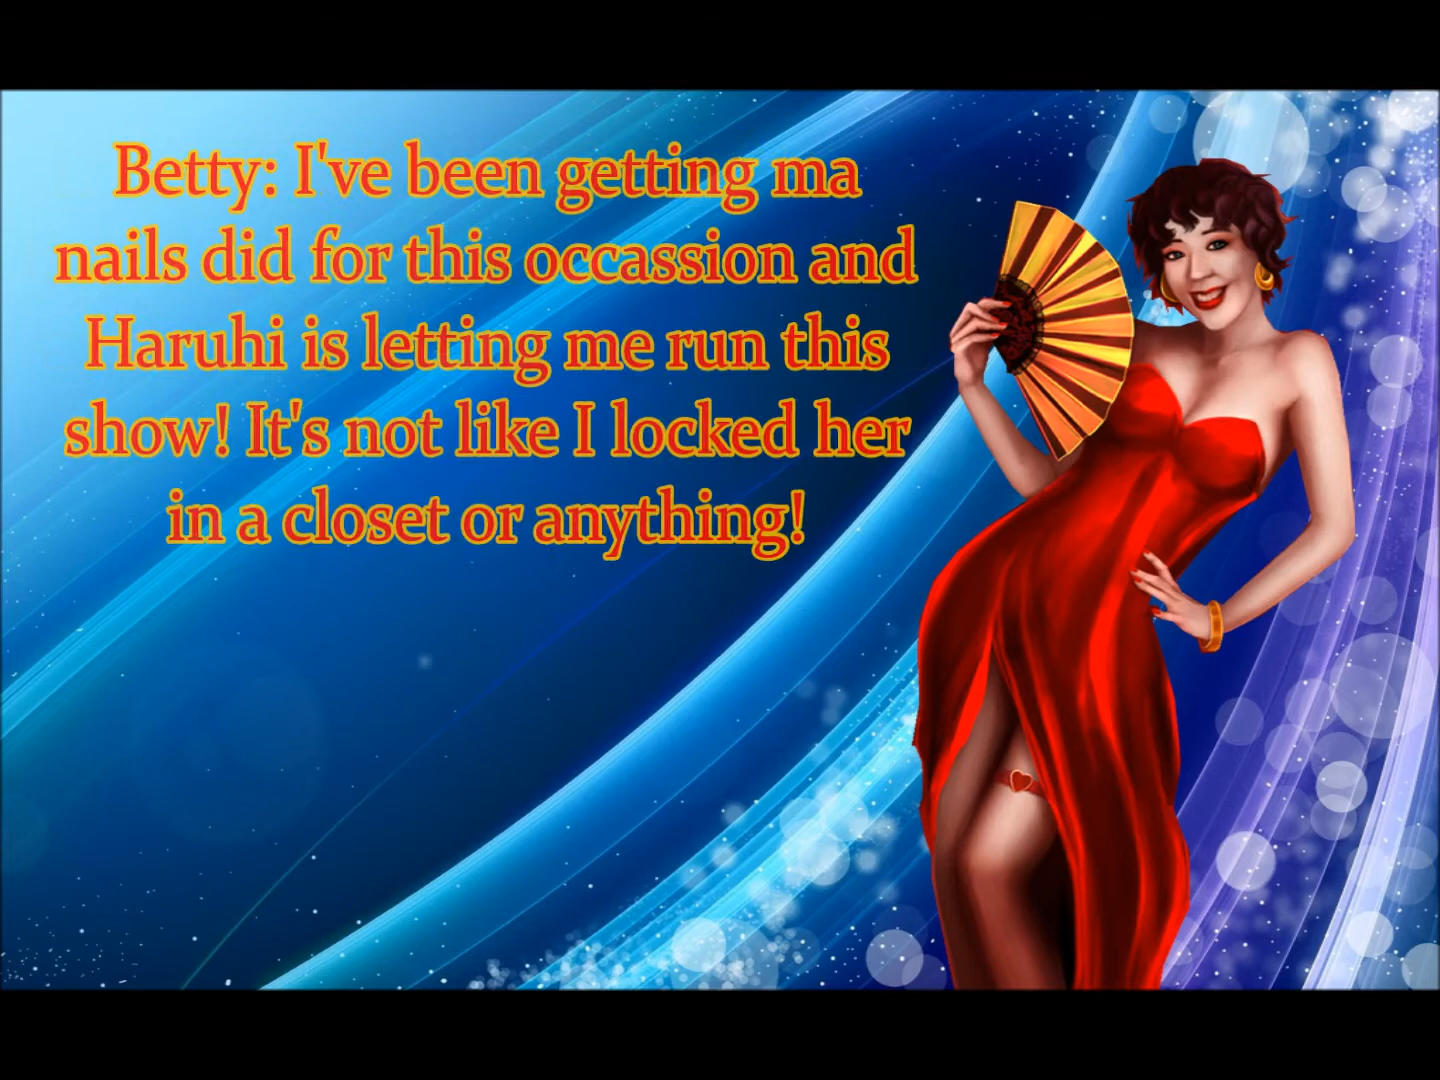 Betty: I've been getting ma
nails did for this occassion and
Haruhi is letting me run this
show! It's not like I locked her
in a closet or anything!